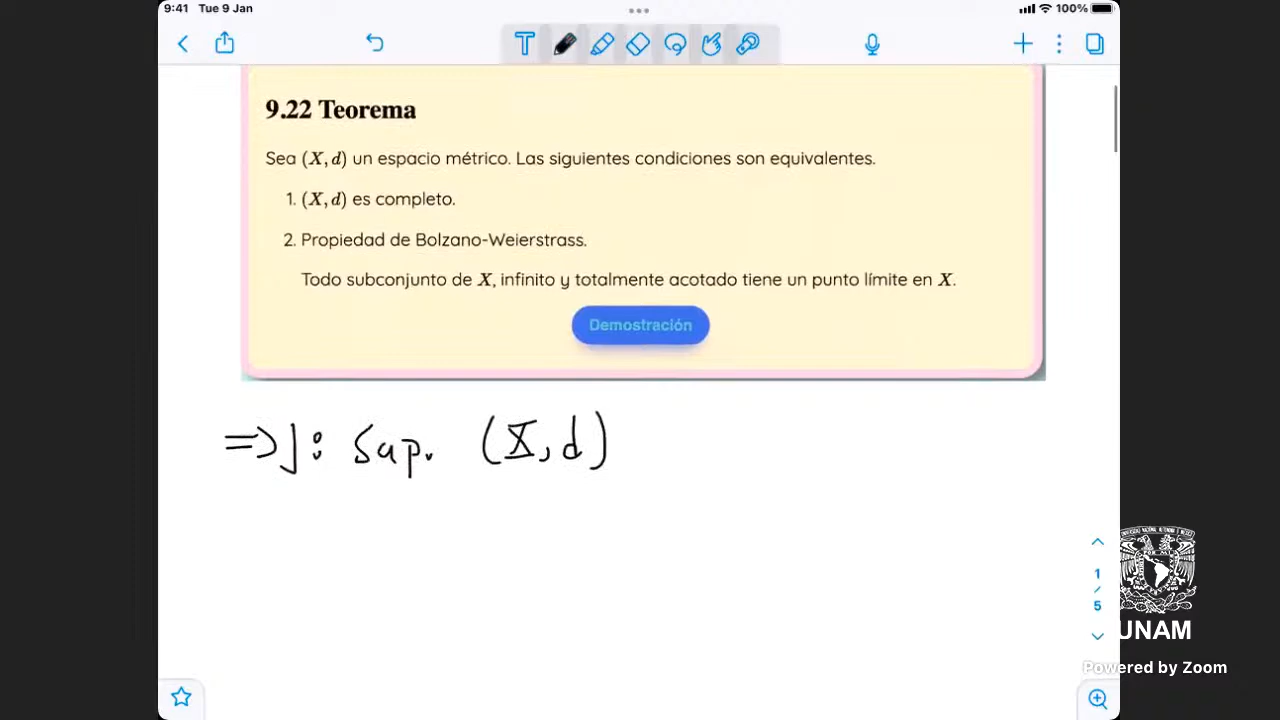 9:41 Tue 9 Jan
100%
9.22 Teorema
Sea (X, d) un espacio métrico. Las siguientes condiciones son equivalentes.
1. (X, d) es completo.
2. Propiedad de Bolzano-Weierstrass.
Todo subconjunto de X, infinito y totalmente acotado tiene un punto límite en X.
Demostración
=>]: Sup. (X, d)
1
/
5
UNAM
Powered by Zoom